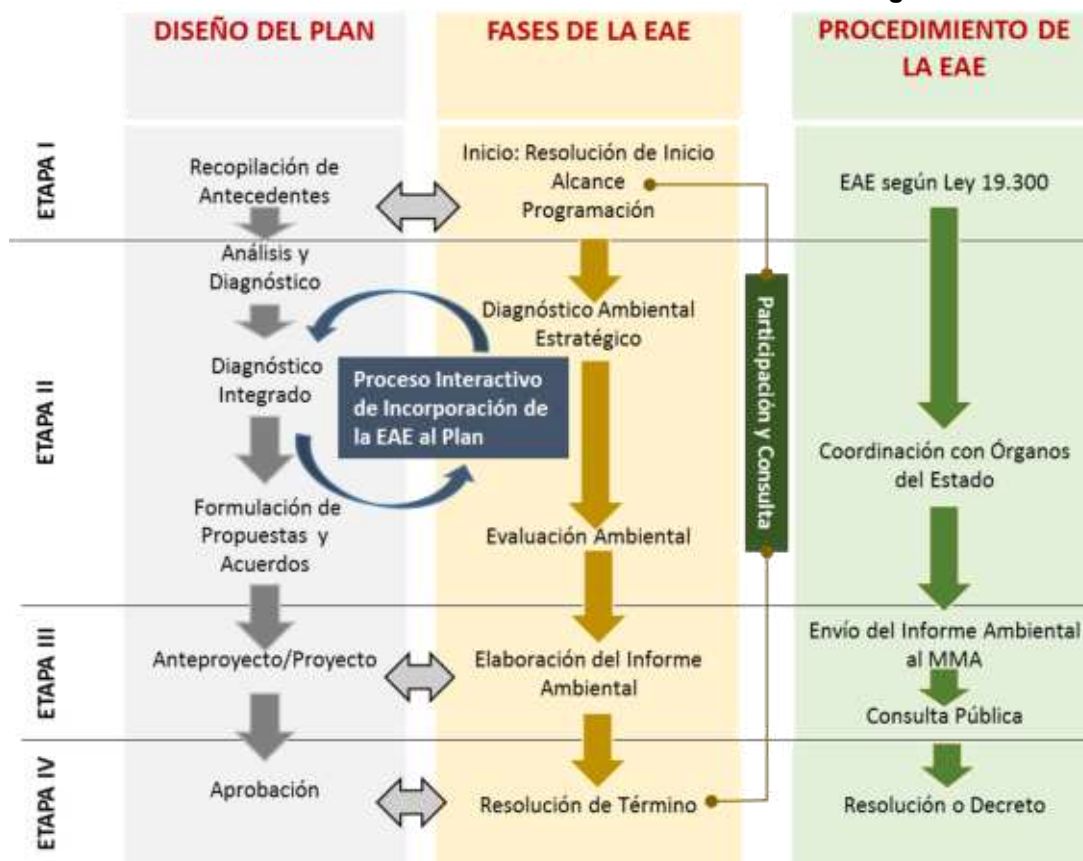 DISEÑO DEL PLAN
FASES DE LA EAE
PROCEDIMIENTO DE
LA EAE
ETAPA I
Recopilación de
Antecedentes
Inicio: Resolución de Inicio
Alcance
Programación
EAE según Ley 19.300
ETAPA II
Análisis y
Diagnóstico
Diagnóstico
Integrado
Formulación de
Propuestas y
Acuerdos
Proceso Interactivo
de Incorporación de
la EAE al Plan
Diagnóstico Ambiental
Estratégico
Evaluación Ambiental
Participación y Consulta
Coordinación con Órganos
del Estado
ETAPA III
Anteproyecto/Proyecto
Elaboración del Informe
Ambiental
Envío del Informe Ambiental
al MMA
Consulta Pública
ETAPA IV
Aprobación
Resolución de Término
Resolución o Decreto